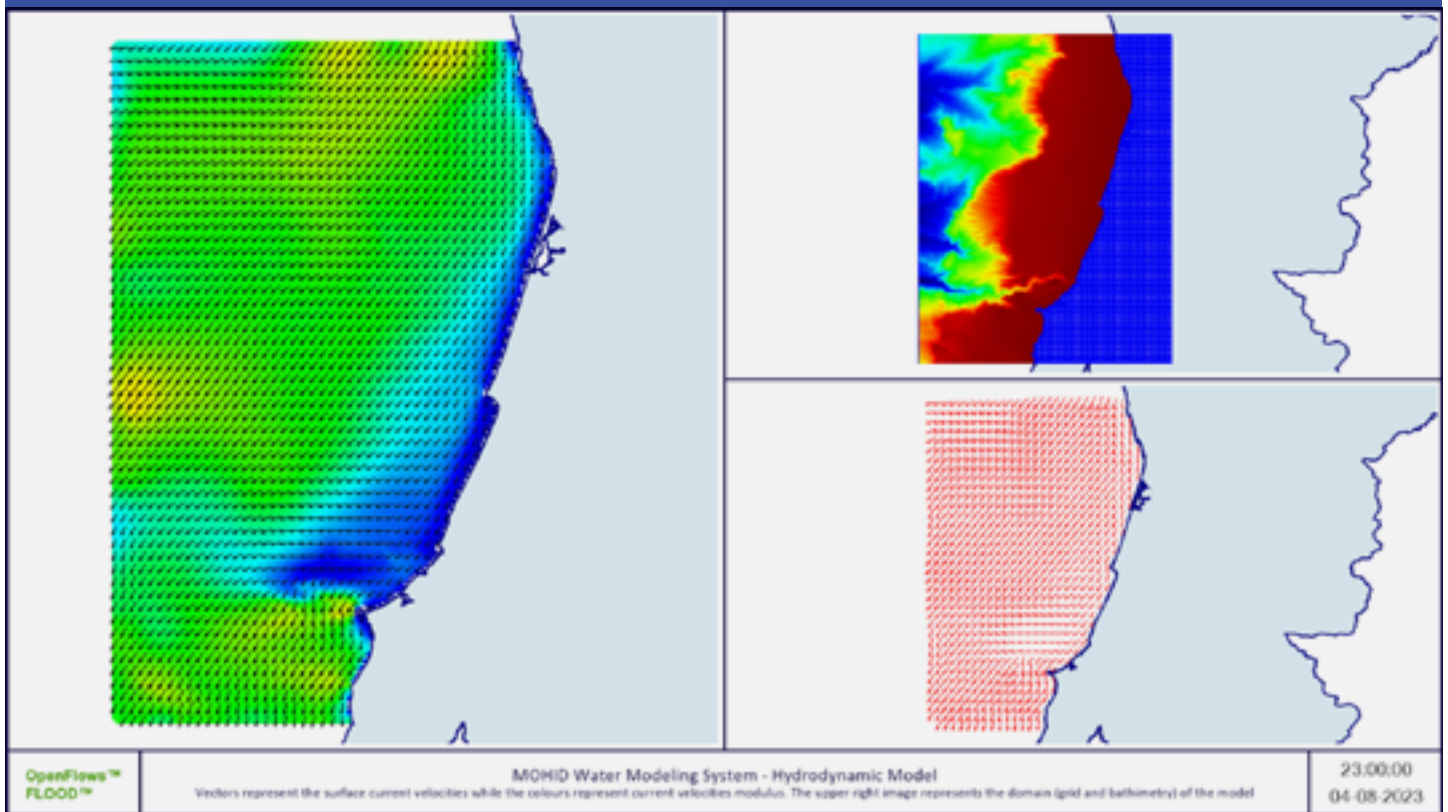 OpenFlows™
FLOOD™
MOHID Water Modeling System - Hydrodynamic Model
Vectors represent the surface current velocities while the colours represent current velocities modulus. The upper right image represents the domain (grid and bathimetry) of the model
23:00:00
04-08-2023